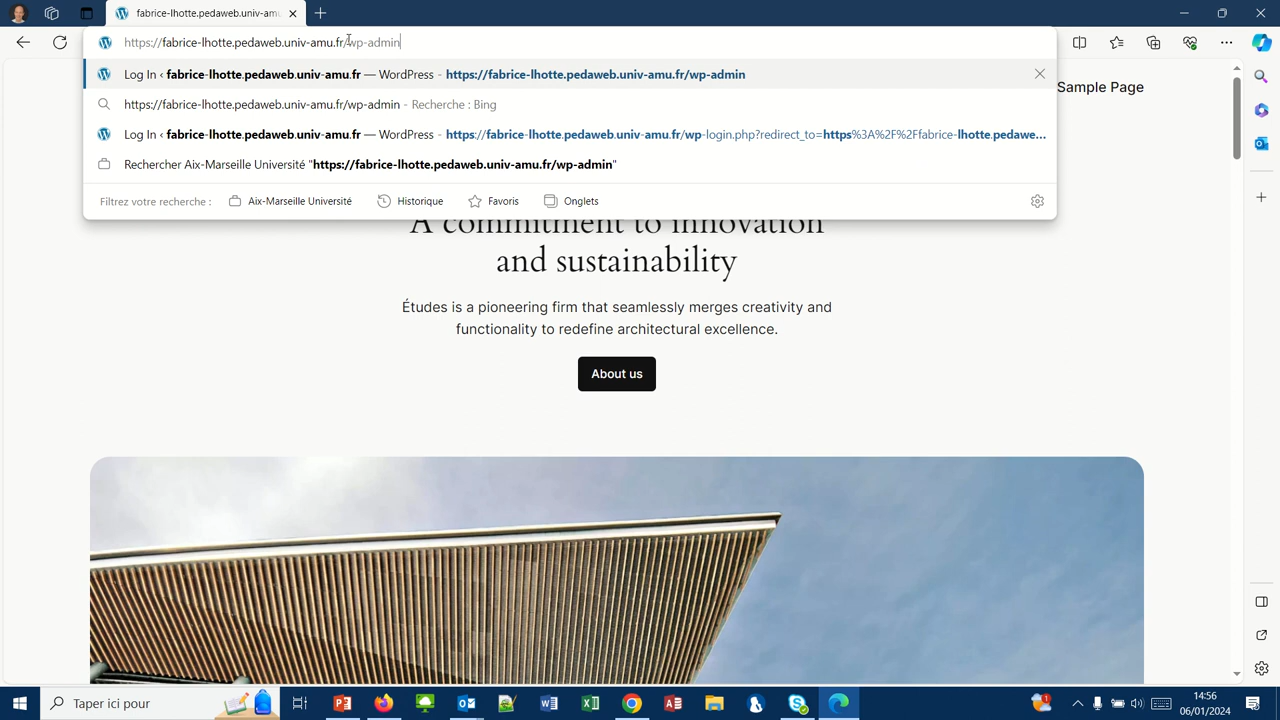 fabrice-lhotte.pedaweb.univ-amu
https://fabrice-lhotte.pedaweb.univ-amu.fr/wp-admin
Log In ‹ fabrice-lhotte.pedaweb.univ-amu.fr — WordPress - https://fabrice-lhotte.pedaweb.univ-amu.fr/wp-admin
https://fabrice-lhotte.pedaweb.univ-amu.fr/wp-admin - Recherche : Bing
Log In ‹ fabrice-lhotte.pedaweb.univ-amu.fr — WordPress - https://fabrice-lhotte.pedaweb.univ-amu.fr/wp-login.php?redirect_to=https%3A%2F%2Ffabrice-lhotte.pedawe...
Rechercher Aix-Marseille Université "https://fabrice-lhotte.pedaweb.univ-amu.fr/wp-admin"
Filtrez votre recherche : Aix-Marseille Université Historique Favoris Onglets
Sample Page
A commitment to innovation
and sustainability
Études is a pioneering firm that seamlessly merges creativity and
functionality to redefine architectural excellence.
About us
Taper ici pour
14:56
06/01/2024